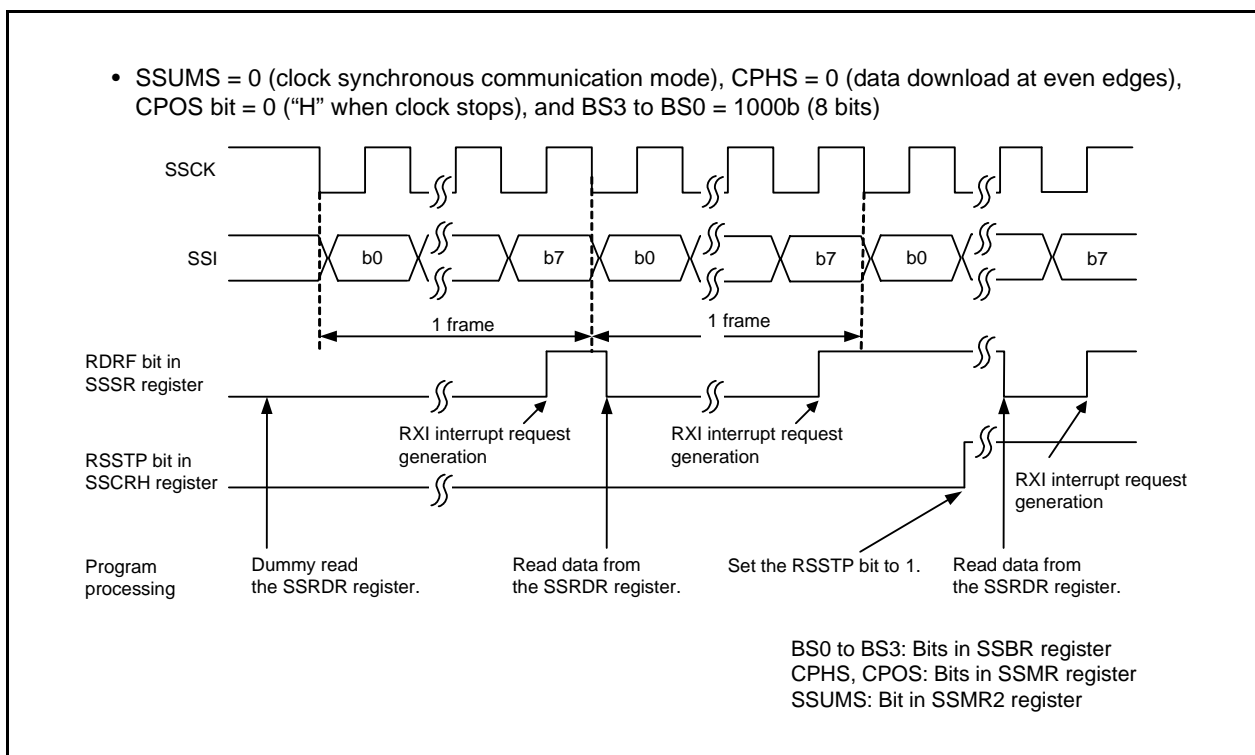 • SSUMS = 0 (clock synchronous communication mode), CPHS = 0 (data download at even edges),
CPOS bit = 0 (“H” when clock stops), and BS3 to BS0 = 1000b (8 bits)
SSCK
SSI
b0
b7
b0
b7
b0
b7
1 frame
1 frame
RDRF bit in
SSSR register
RXI interrupt request
generation
RXI interrupt request
generation
RSSTP bit in
SSCRH register
RXI interrupt request
generation
Program
processing
Dummy read
the SSRDR register.
Read data from
the SSRDR register.
Set the RSSTP bit to 1.
Read data from
the SSRDR register.
BS0 to BS3: Bits in SSBR register
CPHS, CPOS: Bits in SSMR register
SSUMS: Bit in SSMR2 register